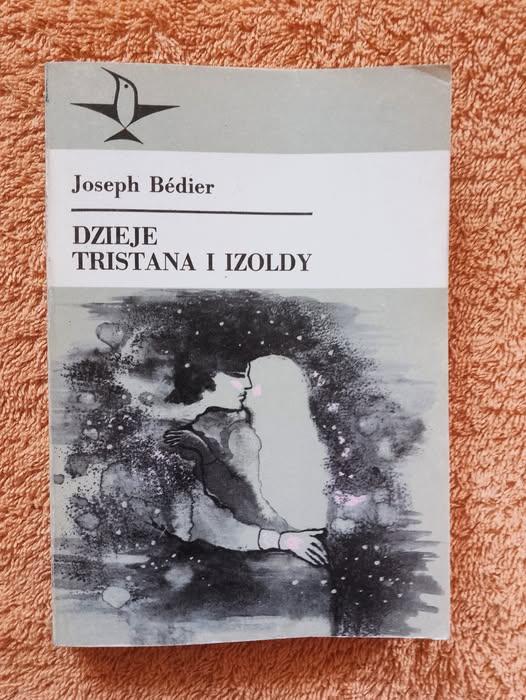 Joseph Bédier
DZIEJE
TRISTANA I IZOLDY